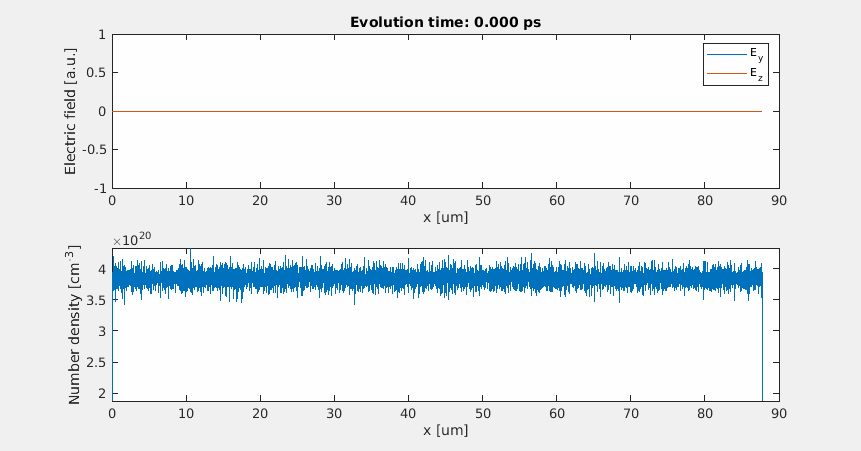 Evolution time: 0.000 ps
Electric field [a.u.]
1
0.5
0
-0.5
-1
E_y
E_z
0 10 20 30 40 50 60 70 80 90
x [um]
×10^20
Number density [cm^-3]
4
3.5
3
2.5
2
0 10 20 30 40 50 60 70 80 90
x [um]